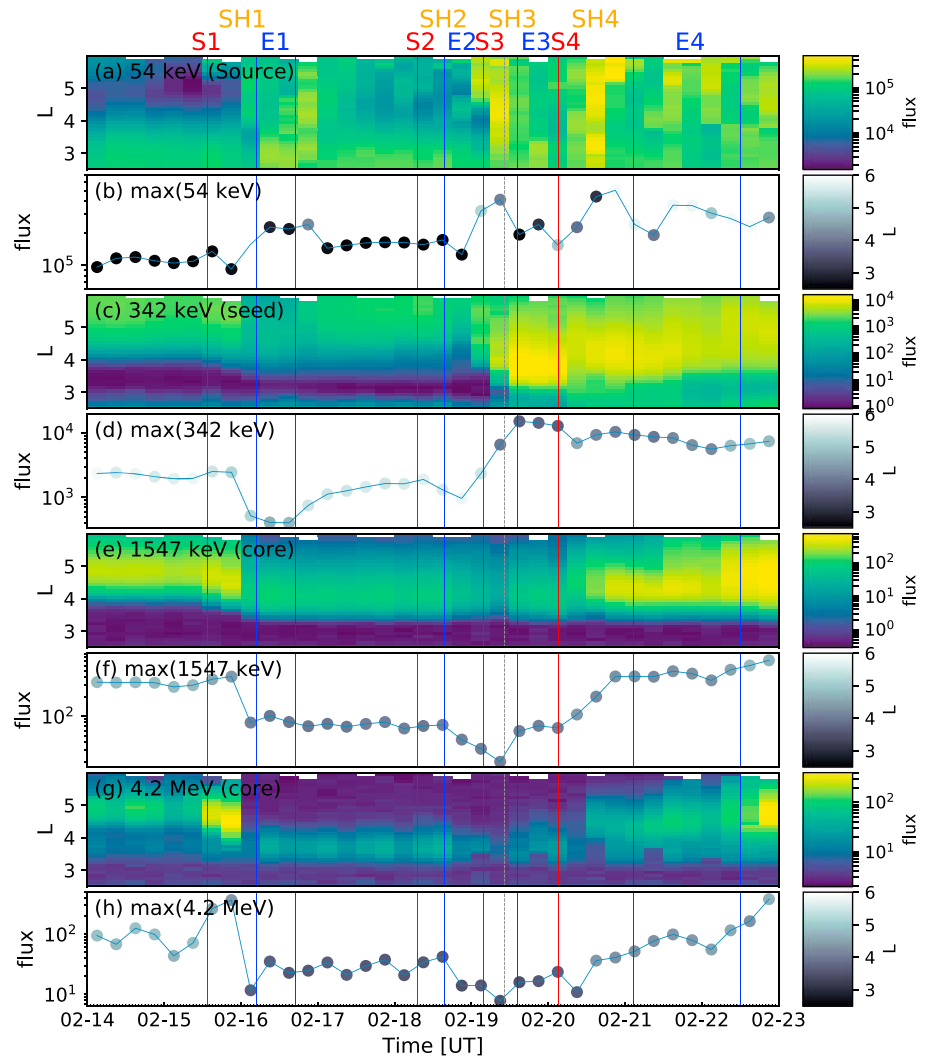 SH1 SH2 SH3 SH4
S1 E1 S2 E2 S3 E3 S4 E4
(a) 54 keV (Source)
L
5
4
3
flux
10^5
10^4
(b) max(54 keV)
flux
10^5
L
6
5
4
3
(c) 342 keV (seed)
L
5
4
3
flux
10^4
10^3
10^2
10^1
10^0
(d) max(342 keV)
flux
10^4
10^3
L
6
5
4
3
(e) 1547 keV (core)
L
5
4
3
flux
10^2
10^1
10^0
(f) max(1547 keV)
flux
10^2
L
6
5
4
3
(g) 4.2 MeV (core)
L
5
4
3
flux
10^2
10^1
(h) max(4.2 MeV)
flux
10^2
10^1
L
6
5
4
3
02-14 02-15 02-16 02-17 02-18 02-19 02-20 02-21 02-22 02-23
Time [UT]